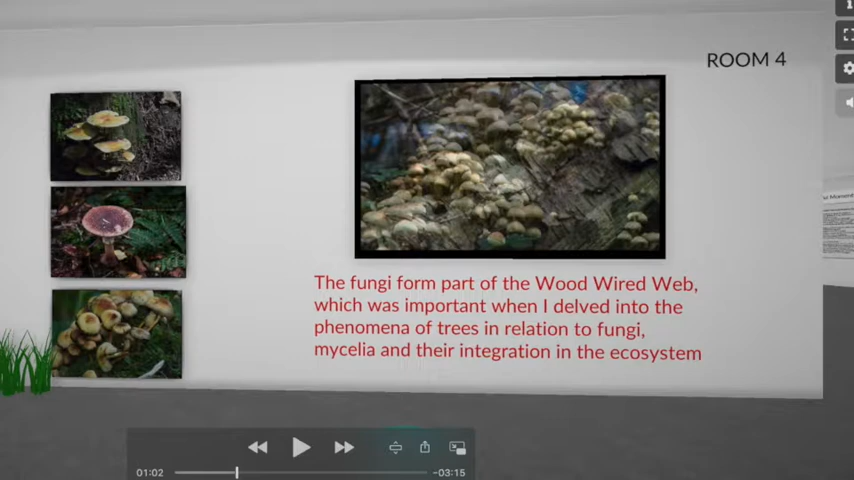 ROOM 4
The fungi form part of the Wood Wired Web,
which was important when I delved into the
phenomena of trees in relation to fungi,
mycelia and their integration in the ecosystem
01:02
-03:15